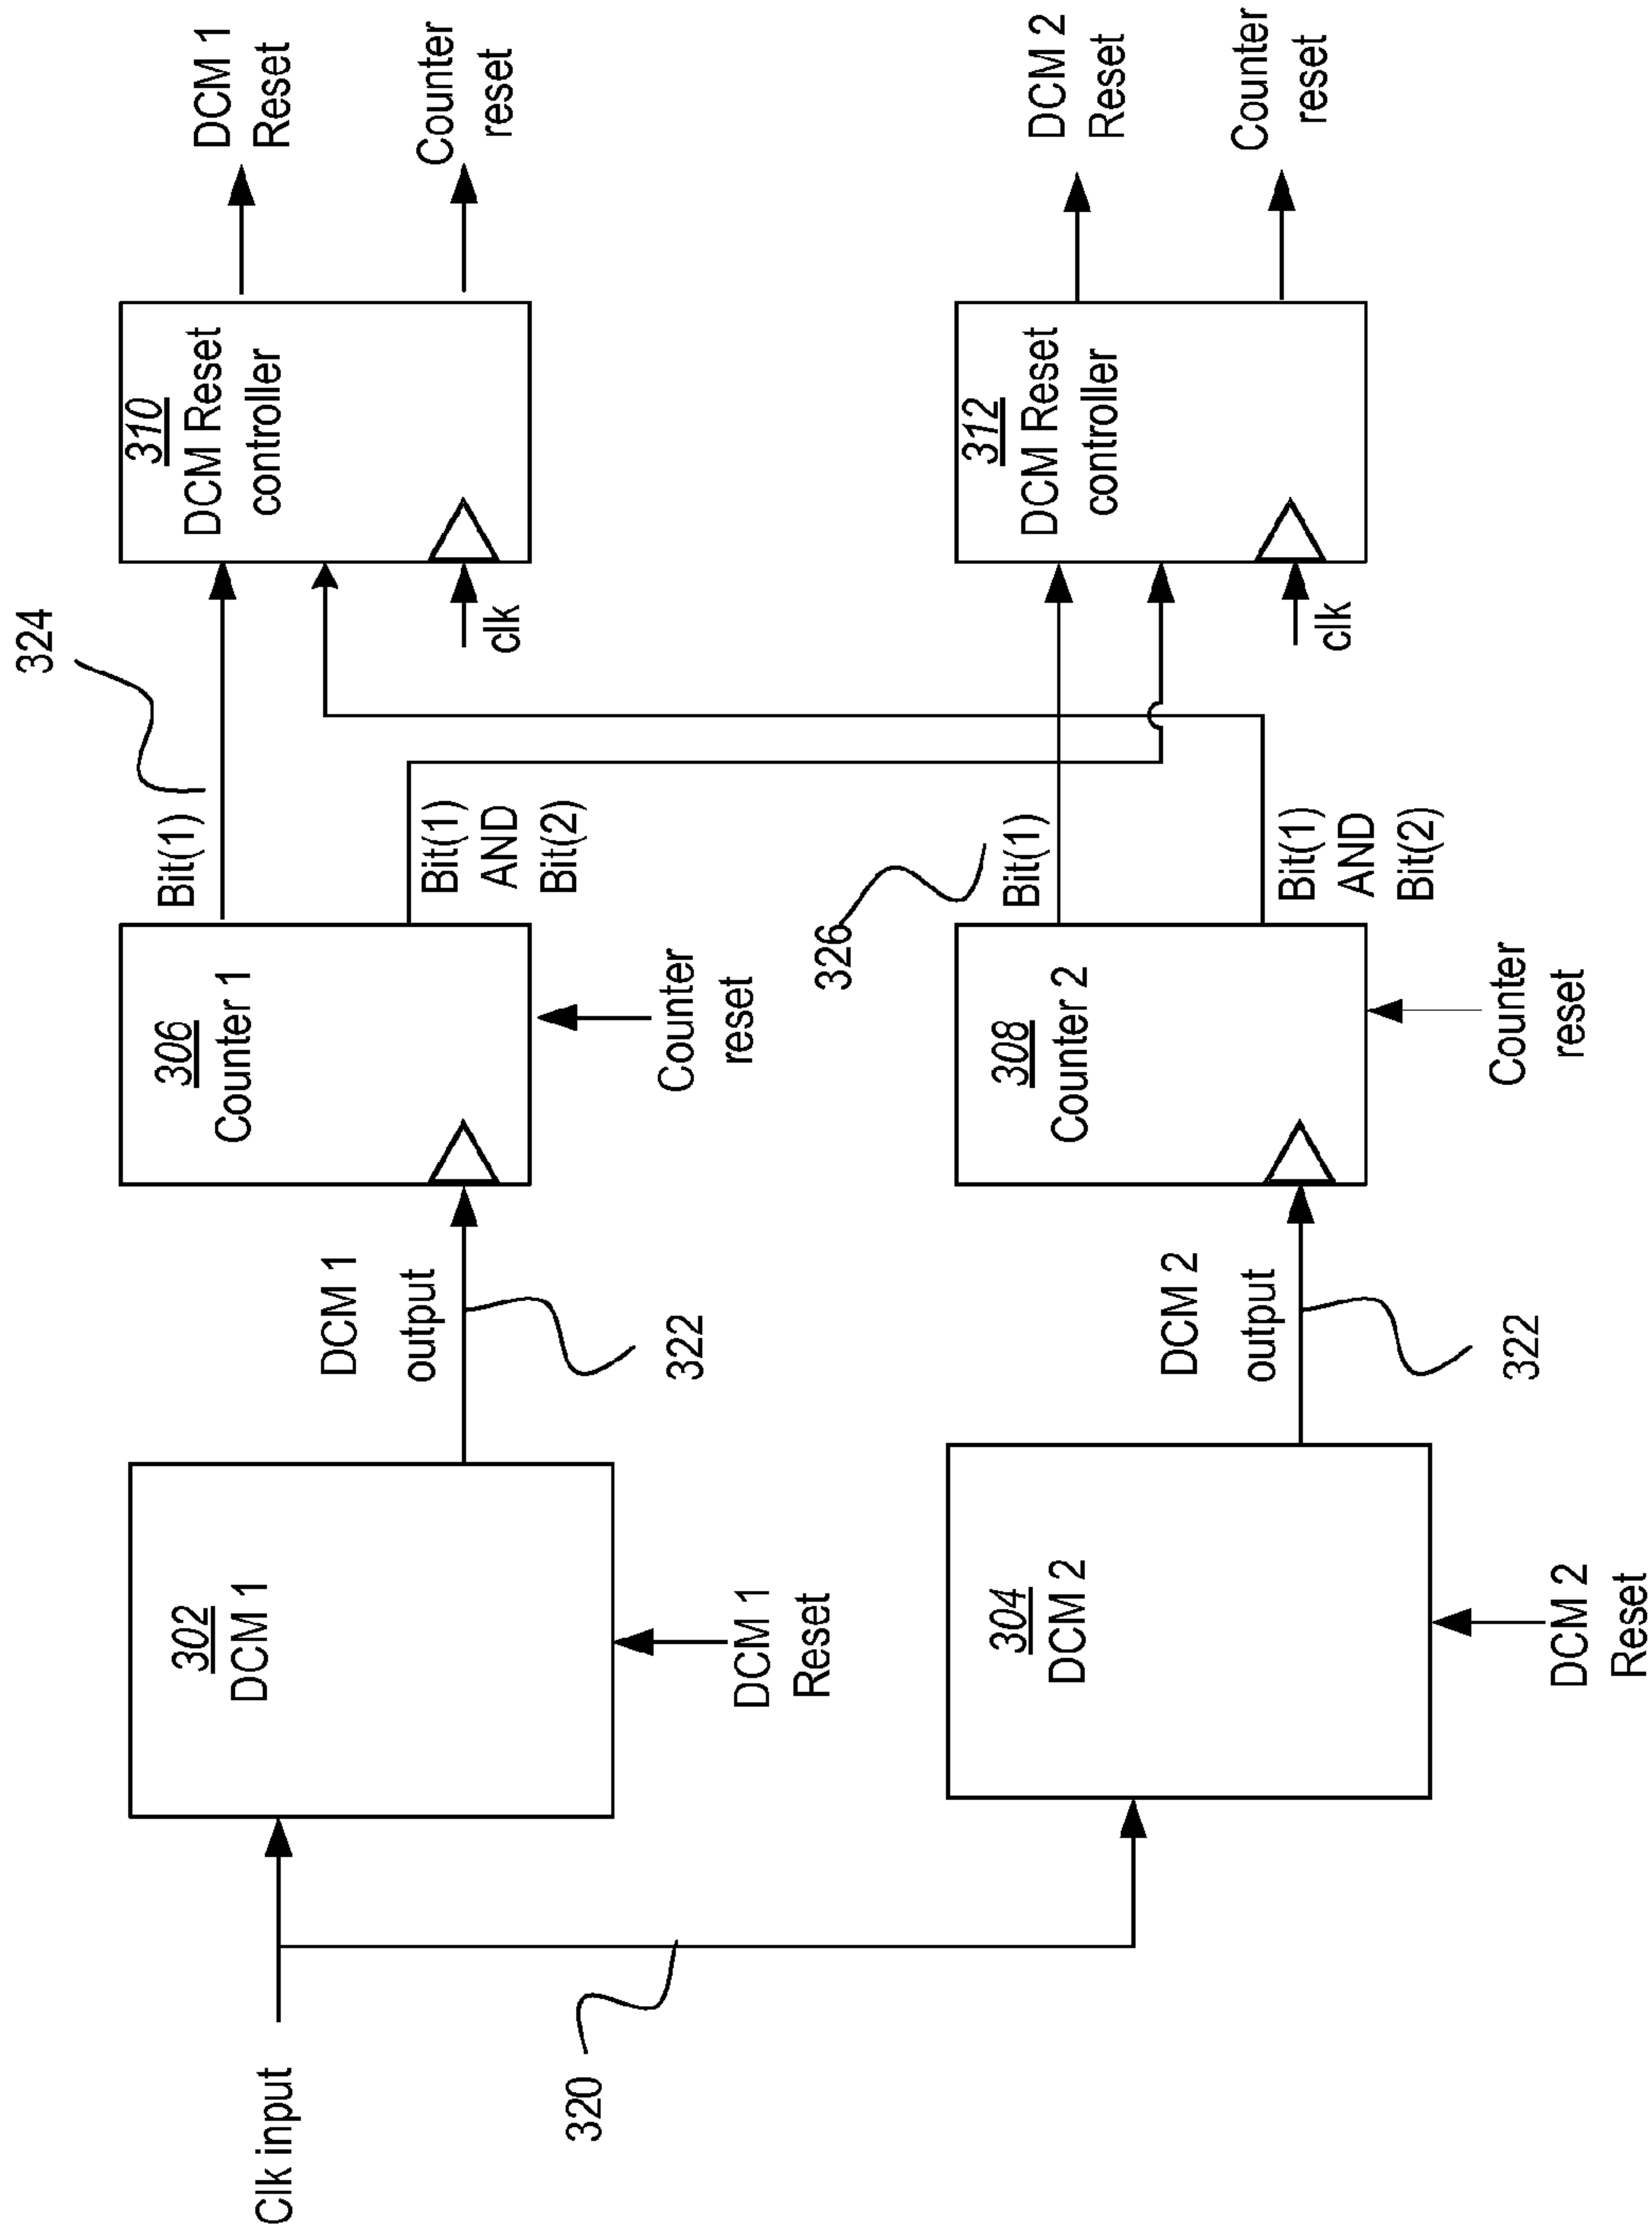 Clk input
320
302
DCM 1
DCM 1
Reset
DCM 1
output
322
306
Counter 1
Counter
reset
Bit(1)
324
Bit(1)
AND
Bit(2)
310
DCM Reset
controller
clk
DCM 1
Reset
Counter
reset
304
DCM 2
DCM 2
Reset
DCM 2
output
322
308
Counter 2
Counter
reset
326
Bit(1)
Bit(1)
AND
Bit(2)
312
DCM Reset
controller
clk
DCM 2
Reset
Counter
reset